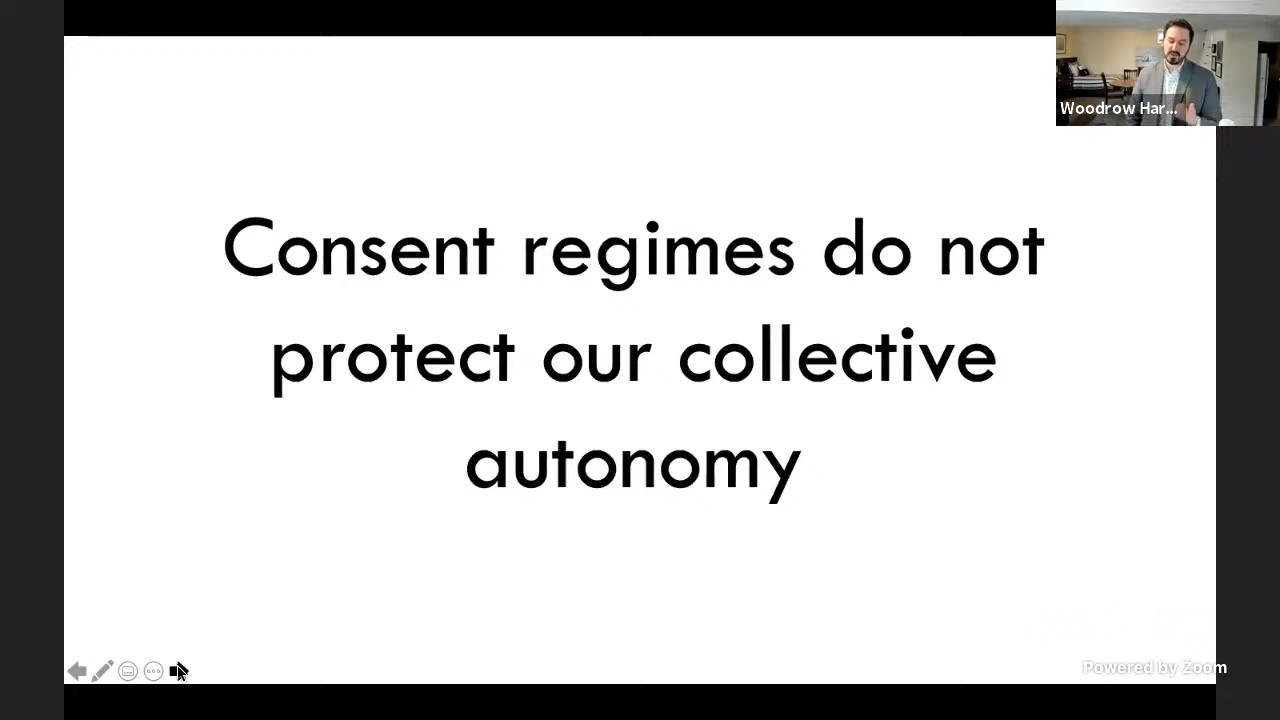 Woodrow Har...
Consent regimes do not
protect our collective
autonomy
Powered by Zoom